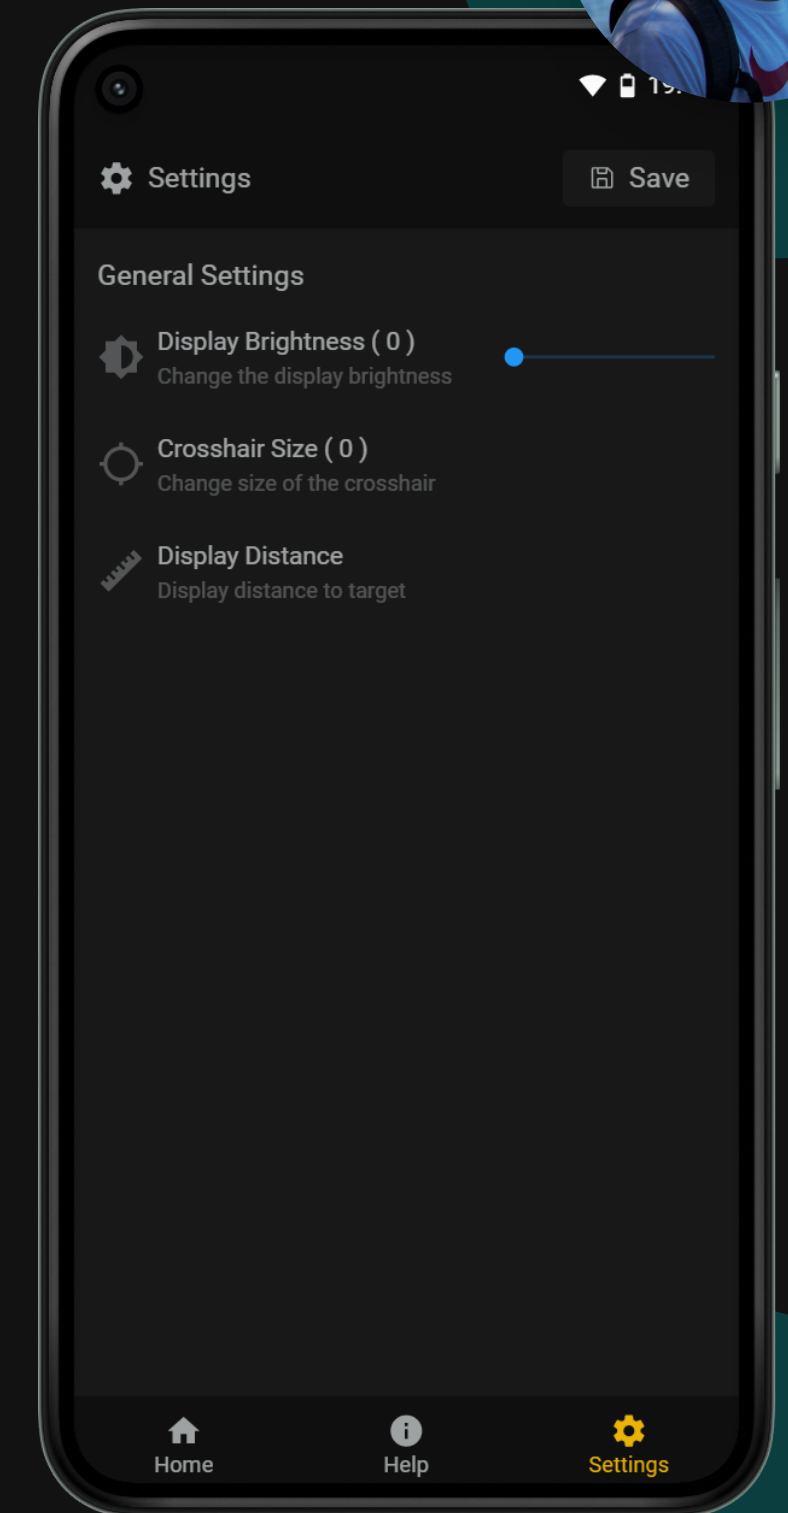 Settings
Save
General Settings
Display Brightness ( 0 )
Change the display brightness
Crosshair Size ( 0 )
Change size of the crosshair
Display Distance
Display distance to target
Home
Help
Settings